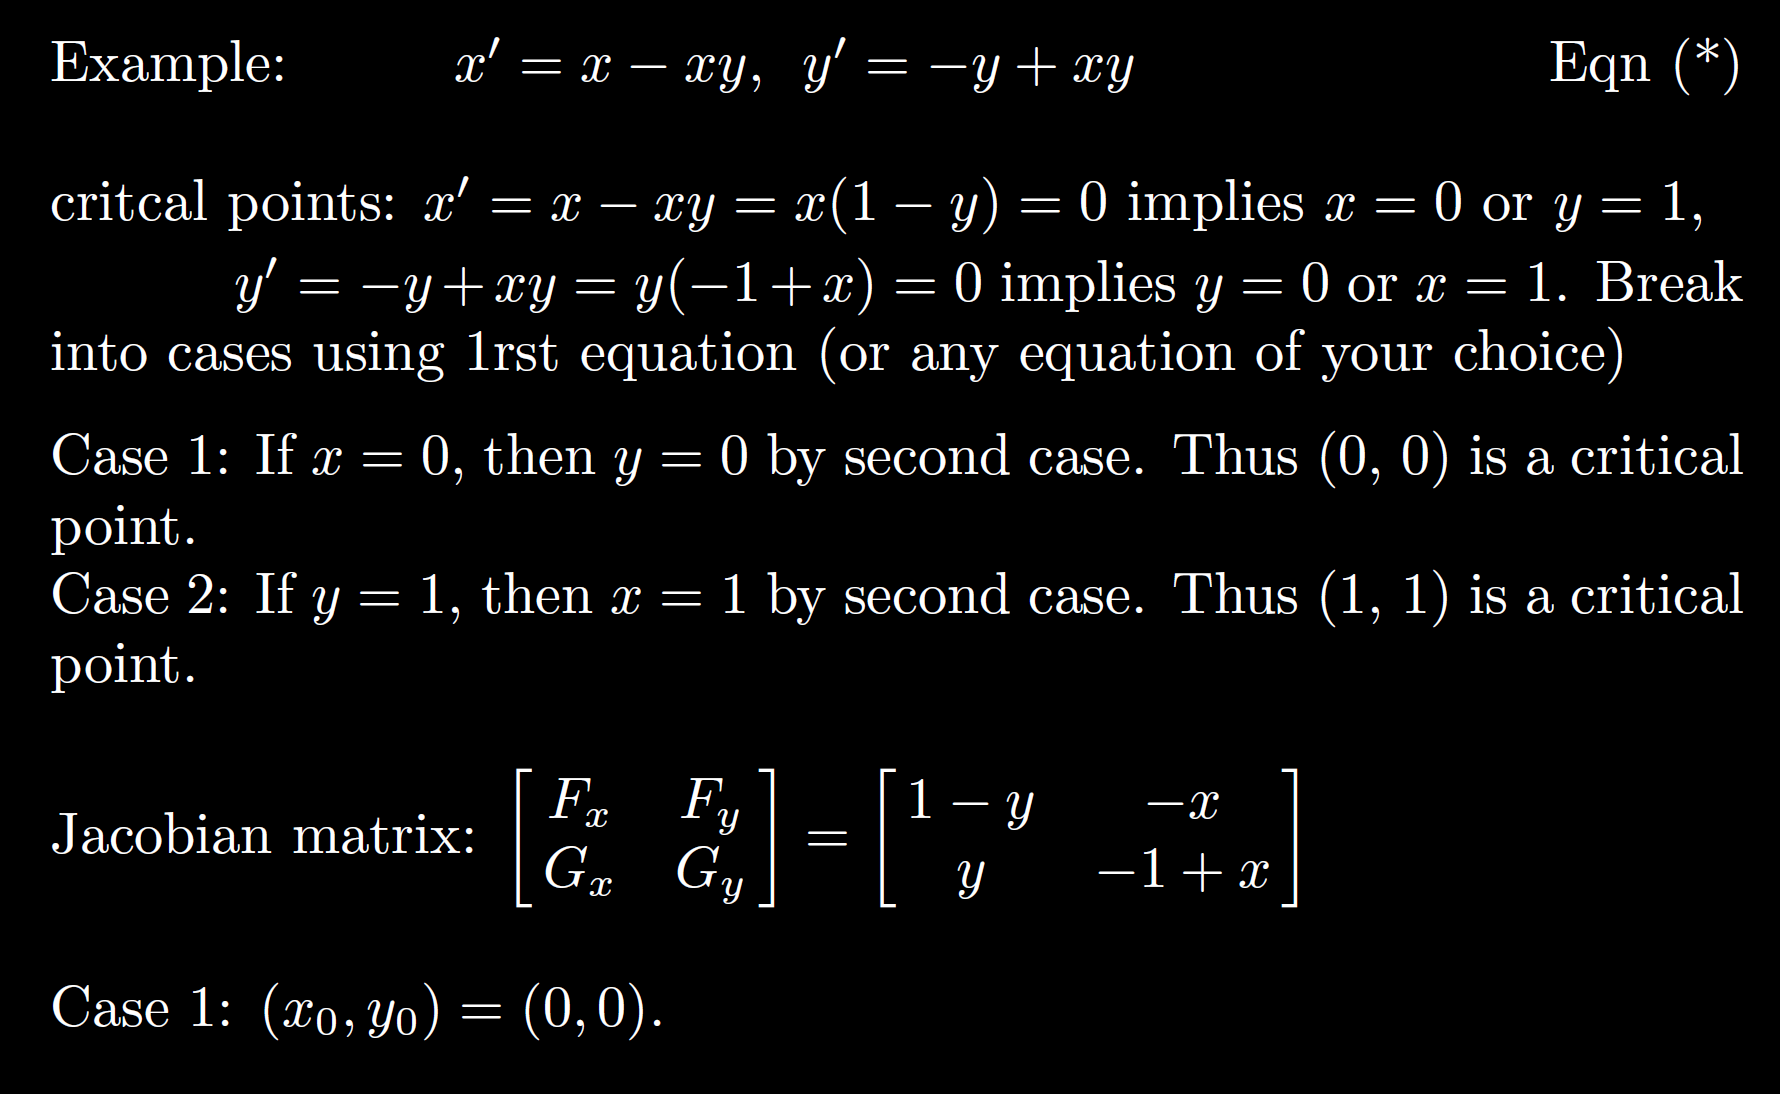 Example: x′ = x − xy, y′ = −y + xy Eqn (*)
critcal points: x′ = x − xy = x(1 − y) = 0 implies x = 0 or y = 1,
y′ = −y + xy = y(−1 + x) = 0 implies y = 0 or x = 1. Break
into cases using 1rst equation (or any equation of your choice)
Case 1: If x = 0, then y = 0 by second case. Thus (0, 0) is a critical
point.
Case 2: If y = 1, then x = 1 by second case. Thus (1, 1) is a critical
point.
Jacobian matrix: [F_x F_y; G_x G_y] = [1 − y −x; y −1 + x]
Case 1: (x₀, y₀) = (0, 0).